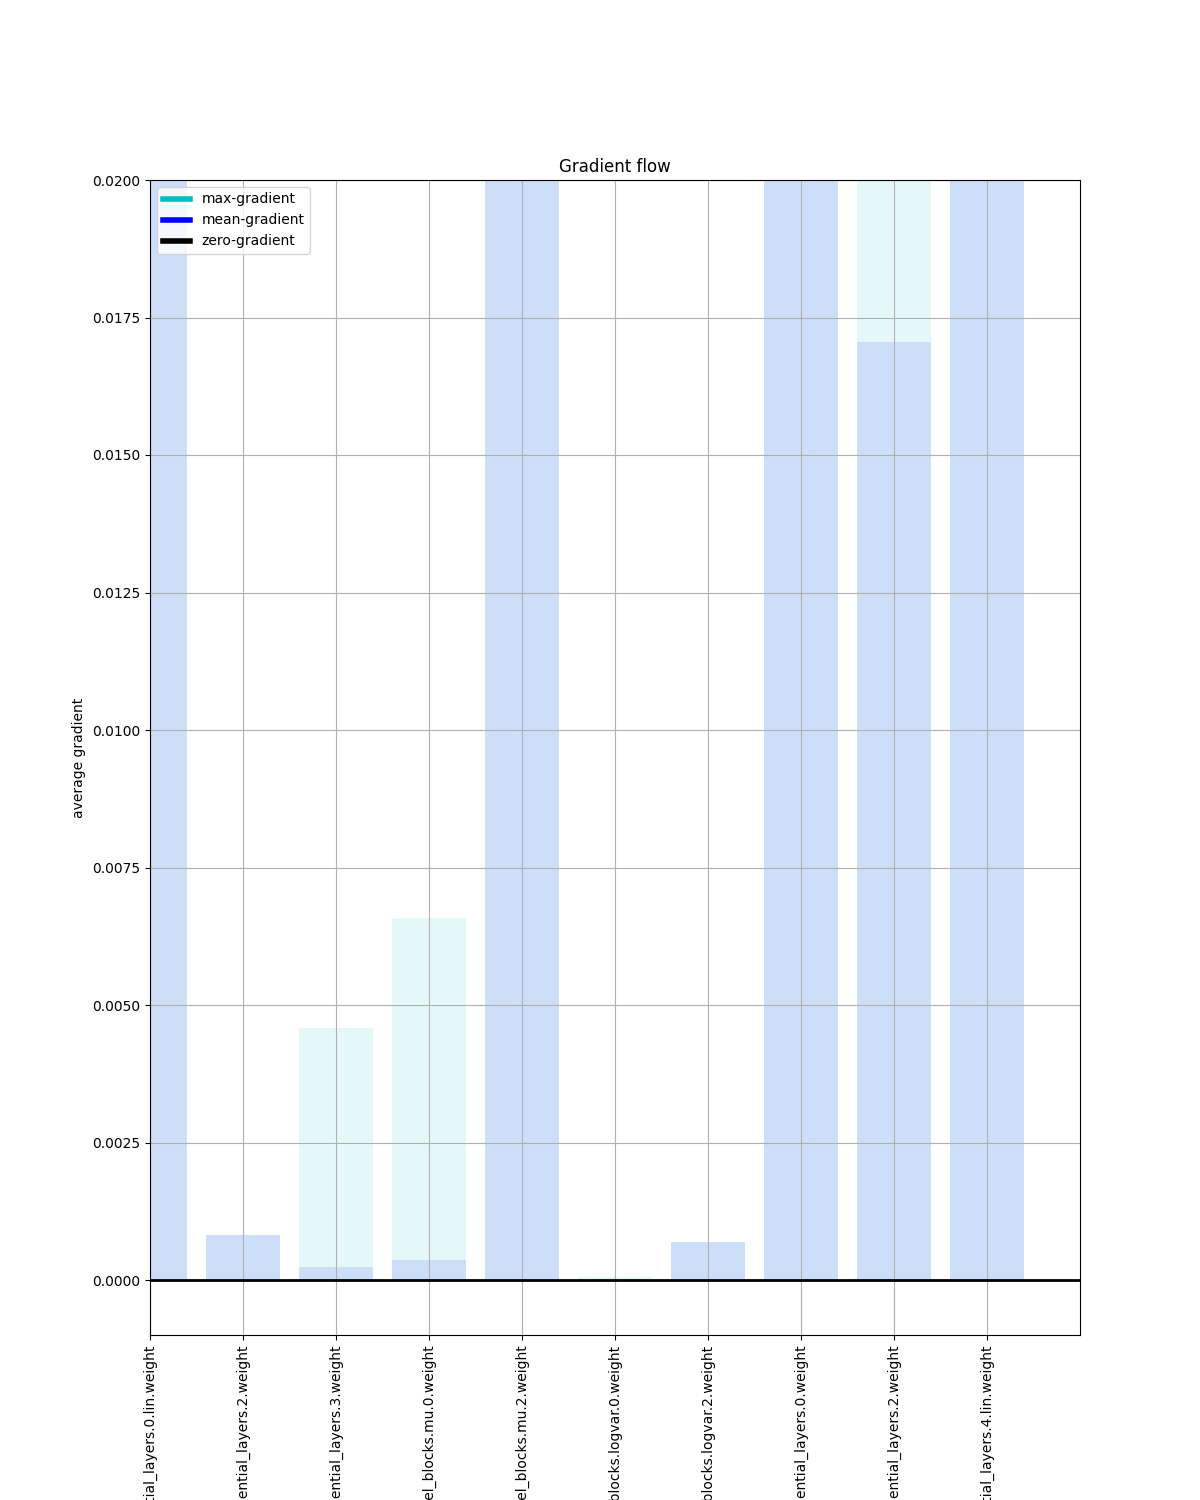 Gradient flow
max-gradient
mean-gradient
zero-gradient
0.0200
0.0175
0.0150
0.0125
0.0100
0.0075
0.0050
0.0025
0.0000
average gradient
tial_layers.0.lin.weight
ential_layers.2.weight
ential_layers.3.weight
el_blocks.mu.0.weight
el_blocks.mu.2.weight
blocks.logvar.0.weight
blocks.logvar.2.weight
ential_layers.0.weight
ential_layers.2.weight
tial_layers.4.lin.weight